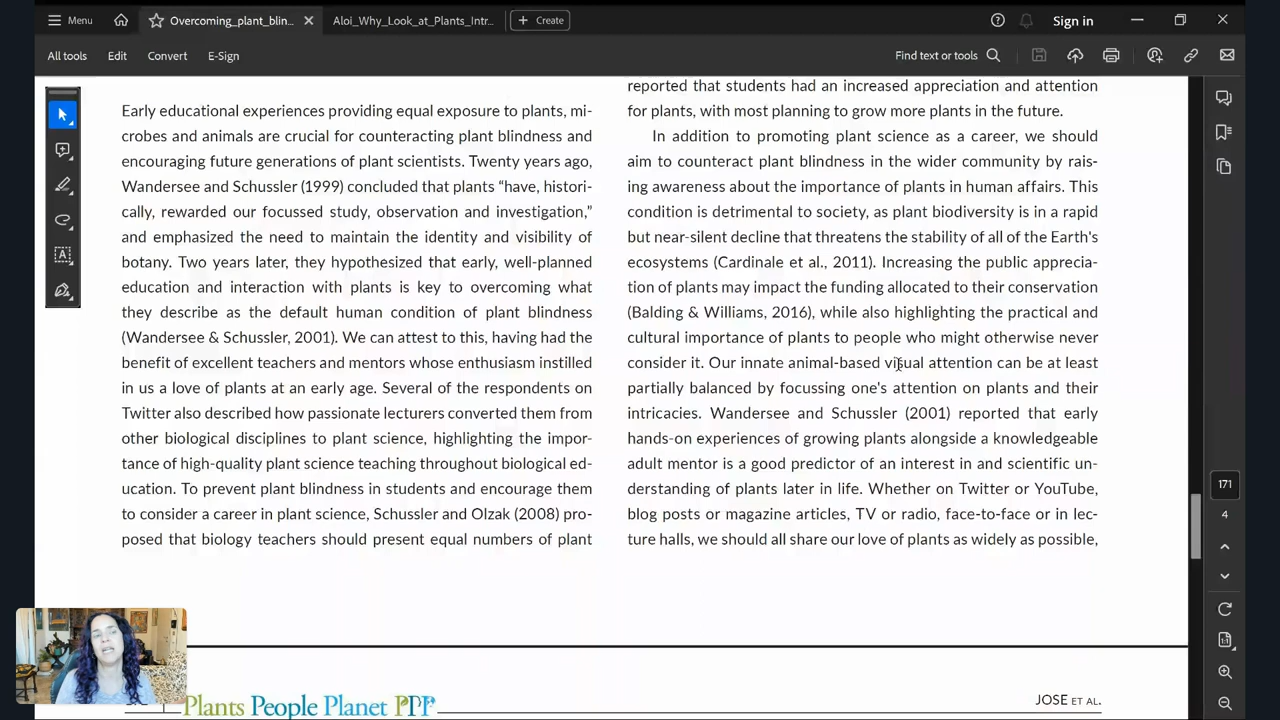 Menu
Overcoming_plant_blin...
Aloi_Why_Look_at_Plants_Intr...
Create
Sign in
All tools
Edit
Convert
E-Sign
Find text or tools
Early educational experiences providing equal exposure to plants, mi-
crobes and animals are crucial for counteracting plant blindness and
encouraging future generations of plant scientists. Twenty years ago,
Wandersee and Schussler (1999) concluded that plants “have, histori-
cally, rewarded our focussed study, observation and investigation,”
and emphasized the need to maintain the identity and visibility of
botany. Two years later, they hypothesized that early, well-planned
education and interaction with plants is key to overcoming what
they describe as the default human condition of plant blindness
(Wandersee & Schussler, 2001). We can attest to this, having had the
benefit of excellent teachers and mentors whose enthusiasm instilled
in us a love of plants at an early age. Several of the respondents on
Twitter also described how passionate lecturers converted them from
other biological disciplines to plant science, highlighting the impor-
tance of high-quality plant science teaching throughout biological ed-
ucation. To prevent plant blindness in students and encourage them
to consider a career in plant science, Schussler and Olzak (2008) pro-
posed that biology teachers should present equal numbers of plant
reported that students had an increased appreciation and attention
for plants, with most planning to grow more plants in the future.
In addition to promoting plant science as a career, we should
aim to counteract plant blindness in the wider community by rais-
ing awareness about the importance of plants in human affairs. This
condition is detrimental to society, as plant biodiversity is in a rapid
but near-silent decline that threatens the stability of all of the Earth's
ecosystems (Cardinale et al., 2011). Increasing the public apprecia-
tion of plants may impact the funding allocated to their conservation
(Balding & Williams, 2016), while also highlighting the practical and
cultural importance of plants to people who might otherwise never
consider it. Our innate animal-based visual attention can be at least
partially balanced by focussing one's attention on plants and their
intricacies. Wandersee and Schussler (2001) reported that early
hands-on experiences of growing plants alongside a knowledgeable
adult mentor is a good predictor of an interest in and scientific un-
derstanding of plants later in life. Whether on Twitter or YouTube,
blog posts or magazine articles, TV or radio, face-to-face or in lec-
ture halls, we should all share our love of plants as widely as possible,
171
4
1:1
Plants People Planet PPP
JOSE ET AL.